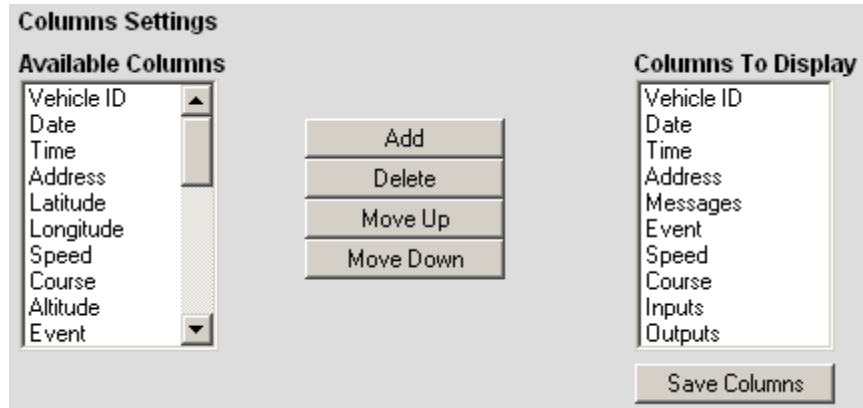 Columns Settings
Available Columns
Vehicle ID
Date
Time
Address
Latitude
Longitude
Speed
Course
Altitude
Event
Add
Delete
Move Up
Move Down
Columns To Display
Vehicle ID
Date
Time
Address
Messages
Event
Speed
Course
Inputs
Outputs
Save Columns